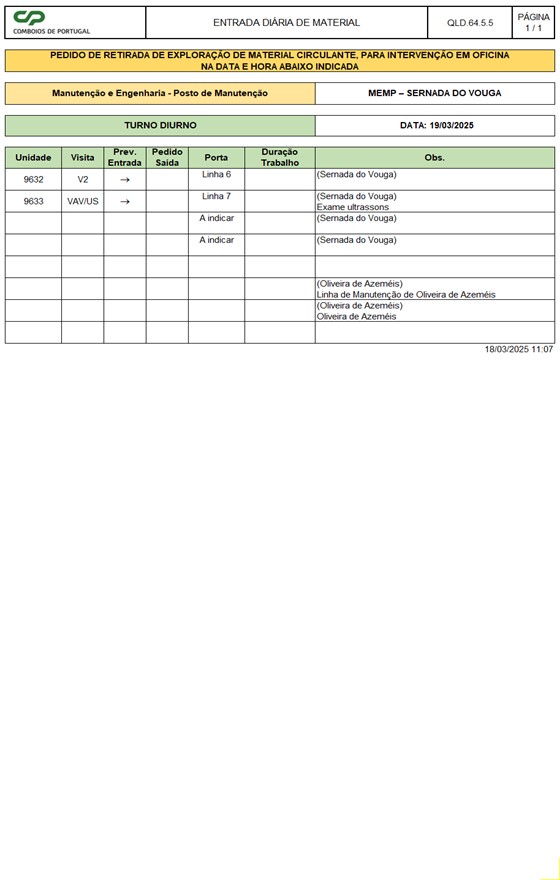 CP
COMBOIOS DE PORTUGAL
ENTRADA DIÁRIA DE MATERIAL
QLD.64.5.5
PÁGINA
1 / 1
PEDIDO DE RETIRADA DE EXPLORAÇÃO DE MATERIAL CIRCULANTE, PARA INTERVENÇÃO EM OFICINA
NA DATA E HORA ABAIXO INDICADA
Manutenção e Engenharia - Posto de Manutenção
MEMP – SERNADA DO VOUGA
TURNO DIURNO
DATA: 19/03/2025
Unidade Visita Prev. Entrada Pedido Saída Porta Duração Trabalho Obs.
9632 V2 → Linha 6 (Sernada do Vouga)
9633 VAV/US → Linha 7 (Sernada do Vouga)
Exame ultrassons
A indicar (Sernada do Vouga)
A indicar (Sernada do Vouga)
(Oliveira de Azeméis)
Linha de Manutenção de Oliveira de Azeméis
(Oliveira de Azeméis)
Oliveira de Azeméis
18/03/2025 11:07